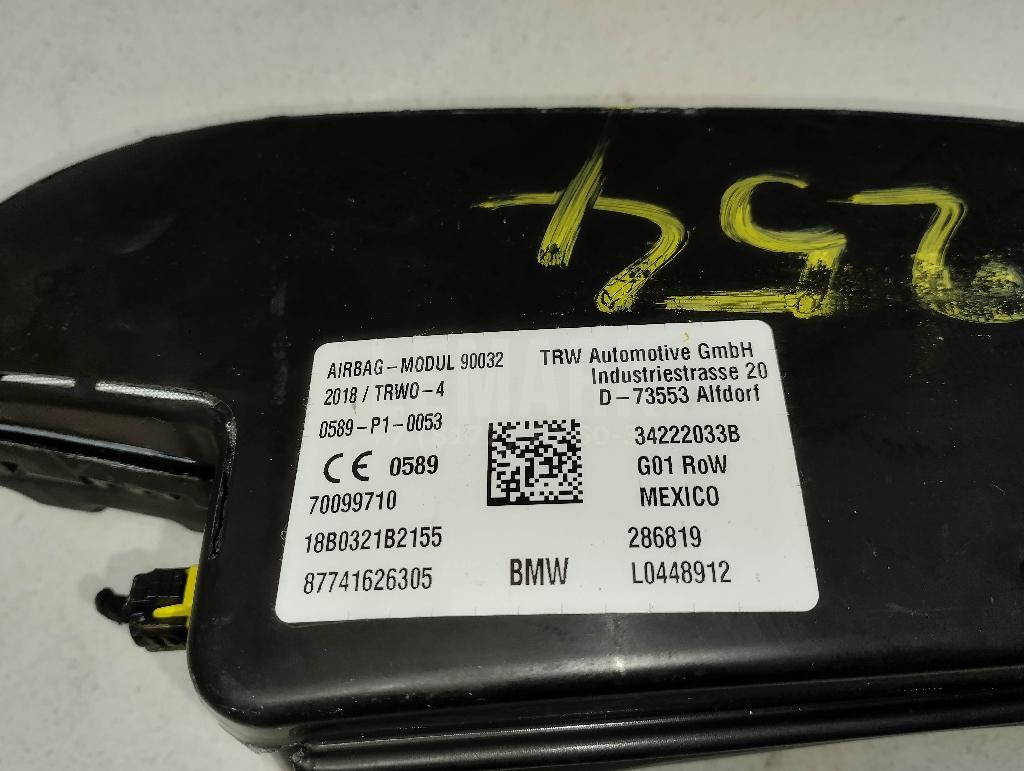 254
AIRBAG-MODUL 90032
2018 / TRWO-4
0589-P1-0053
CE 0589
70099710
18B0321B2155
87741626305
BMW
TRW Automotive GmbH
Industriestrasse 20
D-73553 Alfdorf
34222033B
G01 RoW
MEXICO
286819
L0448912